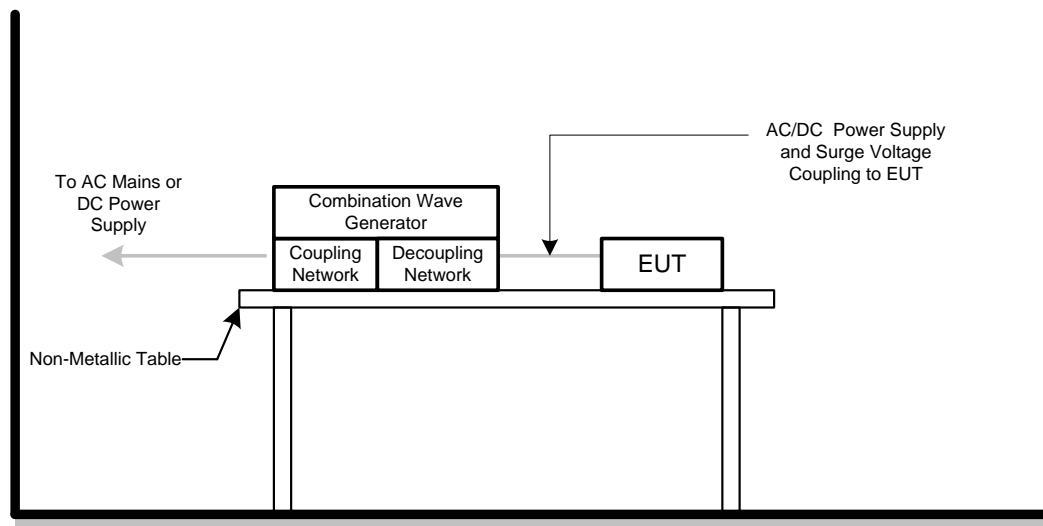 AC/DC  Power Supply
and Surge Voltage
Coupling to EUT
To AC Mains or
DC Power
Supply
Combination Wave
Generator
Coupling
Network
Decoupling
Network
EUT
Non-Metallic Table